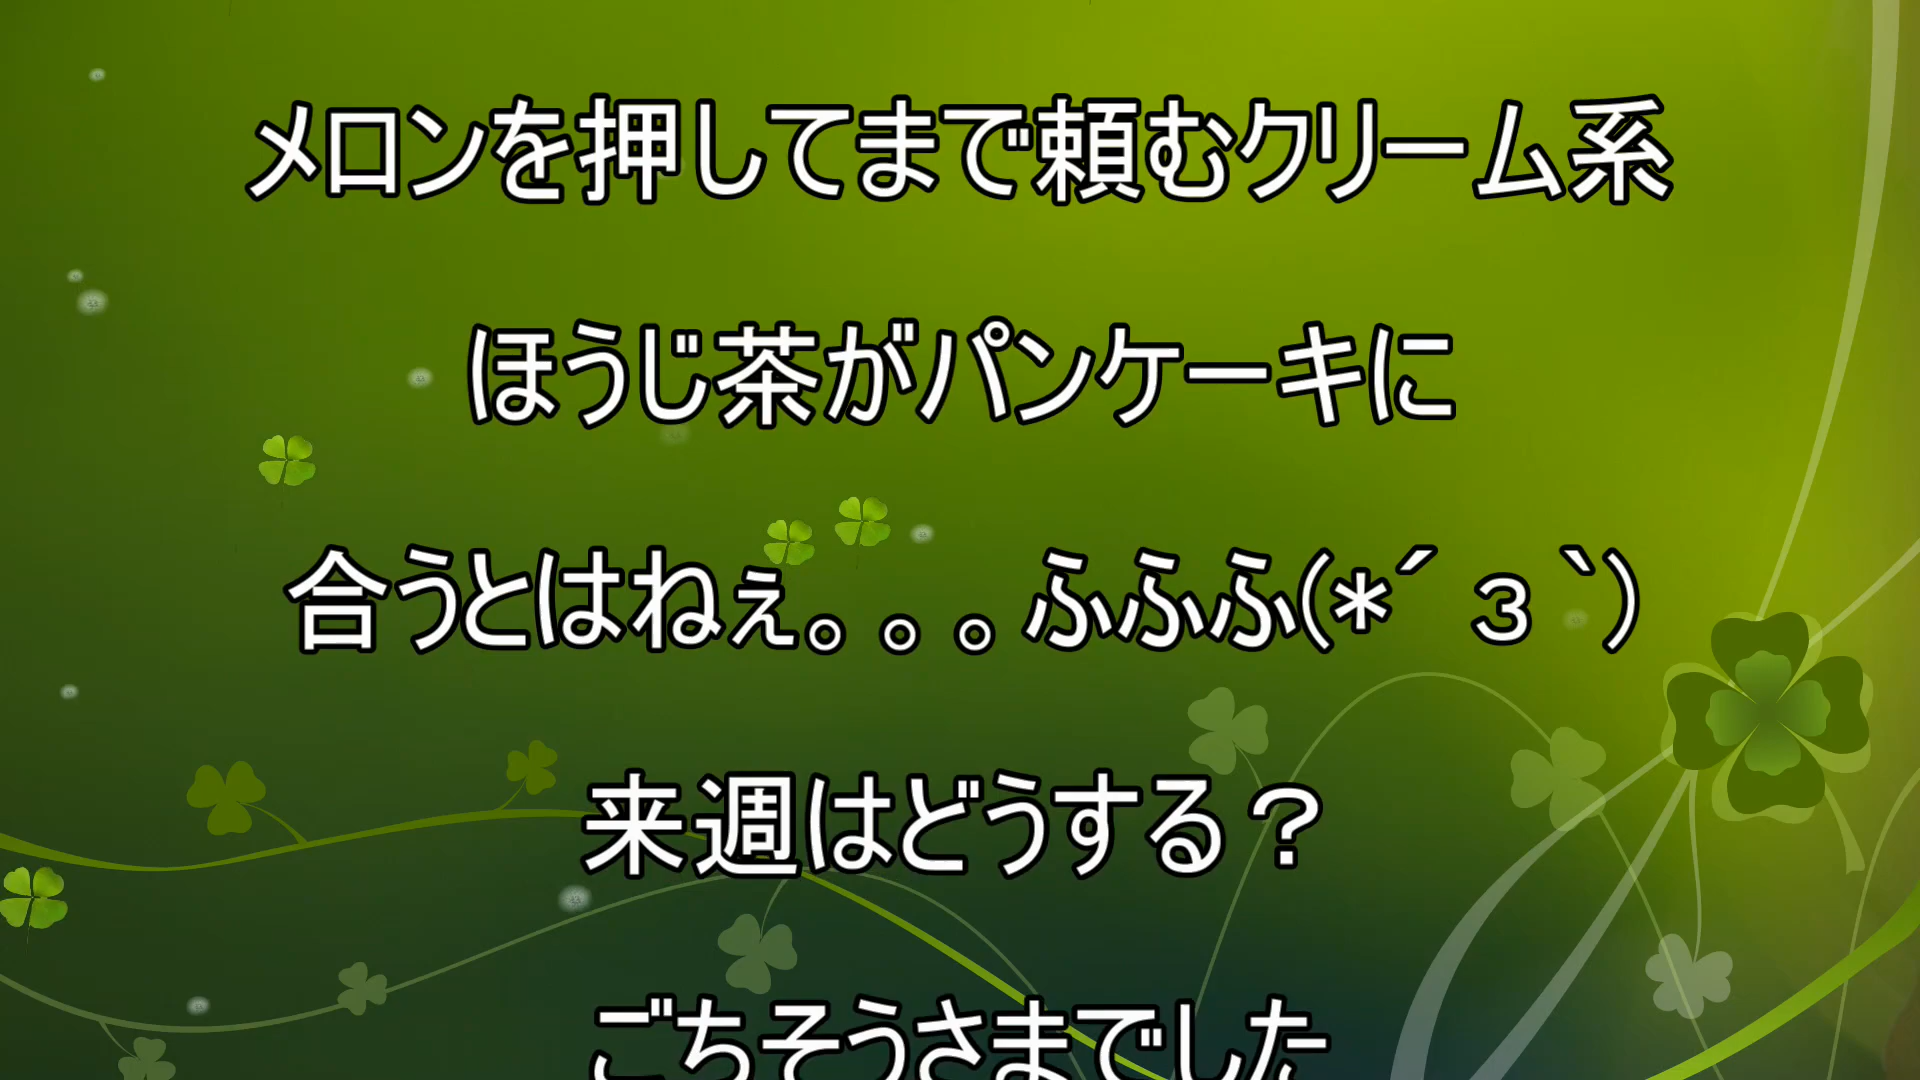 メロンを押してまで頼むクリーム系
ほうじ茶がパンケーキに
合うとはねぇ。。。ふふふ(*´３｀)
来週はどうする？
ごちそうさまでした